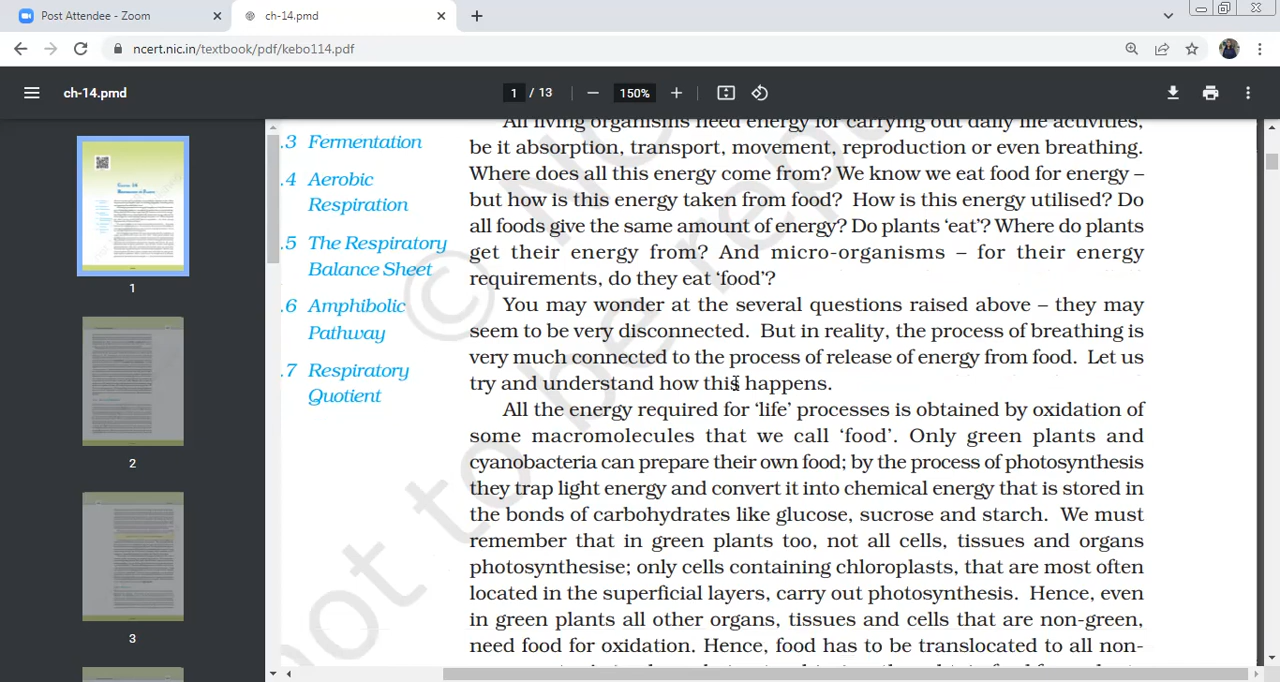 Post Attendee - Zoom
ch-14.pmd
ncert.nic.in/textbook/pdf/kebo114.pdf
ch-14.pmd
1 / 13
150%
1
2
3
.3 Fermentation
.4 Aerobic
Respiration
.5 The Respiratory
Balance Sheet
.6 Amphibolic
Pathway
.7 Respiratory
Quotient
All living organisms need energy for carrying out daily life activities,
be it absorption, transport, movement, reproduction or even breathing.
Where does all this energy come from? We know we eat food for energy –
but how is this energy taken from food? How is this energy utilised? Do
all foods give the same amount of energy? Do plants ‘eat’? Where do plants
get their energy from? And micro-organisms – for their energy
requirements, do they eat ‘food’?
You may wonder at the several questions raised above – they may
seem to be very disconnected. But in reality, the process of breathing is
very much connected to the process of release of energy from food. Let us
try and understand how this happens.
All the energy required for ‘life’ processes is obtained by oxidation of
some macromolecules that we call ‘food’. Only green plants and
cyanobacteria can prepare their own food; by the process of photosynthesis
they trap light energy and convert it into chemical energy that is stored in
the bonds of carbohydrates like glucose, sucrose and starch. We must
remember that in green plants too, not all cells, tissues and organs
photosynthesise; only cells containing chloroplasts, that are most often
located in the superficial layers, carry out photosynthesis. Hence, even
in green plants all other organs, tissues and cells that are non-green,
need food for oxidation. Hence, food has to be translocated to all non-
© N
not to be rep